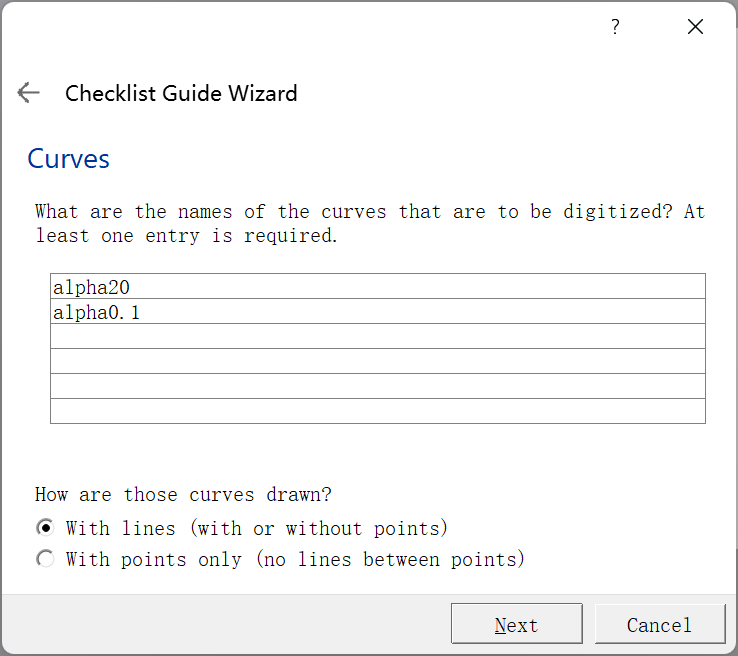 ?
Checklist Guide Wizard
Curves
What are the names of the curves that are to be digitized? At
least one entry is required.
alpha20
alpha0.1
How are those curves drawn?
With lines (with or without points)
With points only (no lines between points)
Next Cancel